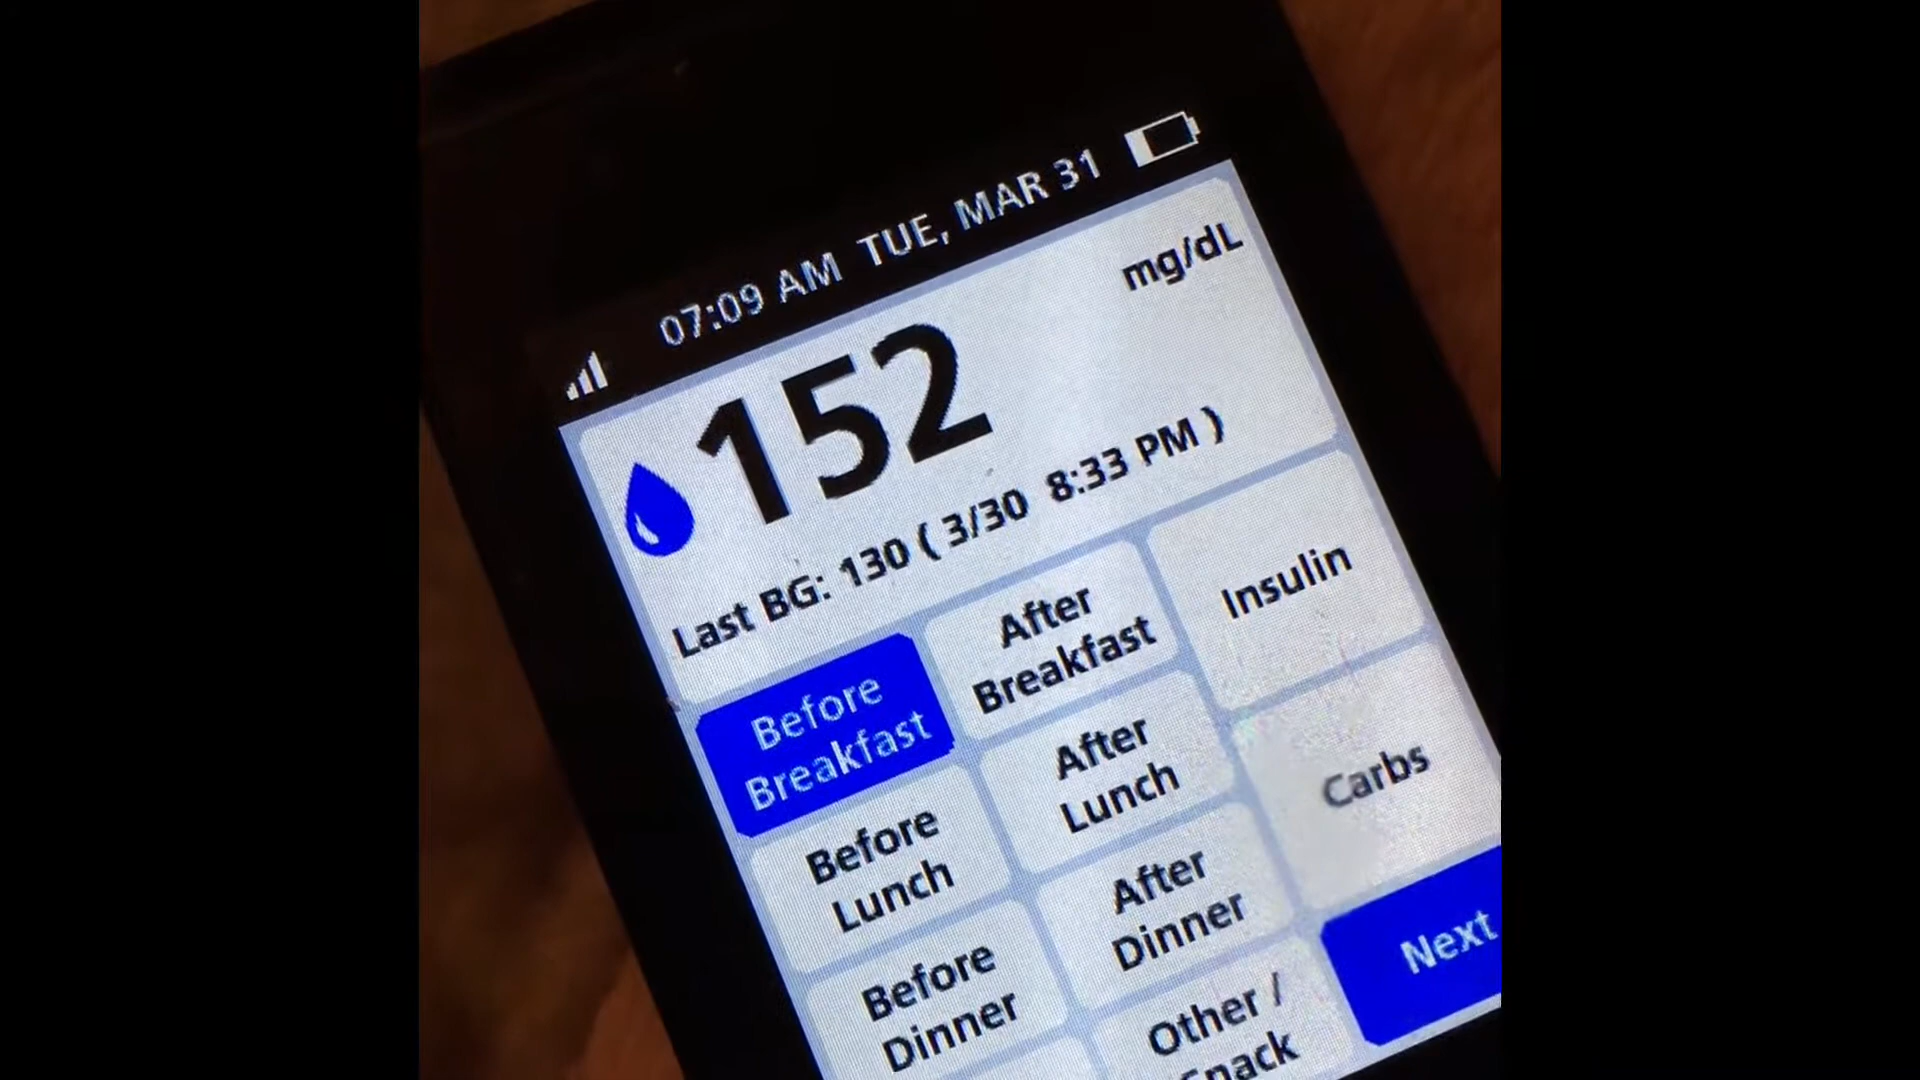 07:09 AM TUE, MAR 31
mg/dL
152
Last BG: 130 ( 3/30 8:33 PM )
Before
Breakfast
After
Breakfast
Insulin
Before
Lunch
After
Lunch
Carbs
Before
Dinner
After
Dinner
Next
Other /
Snack